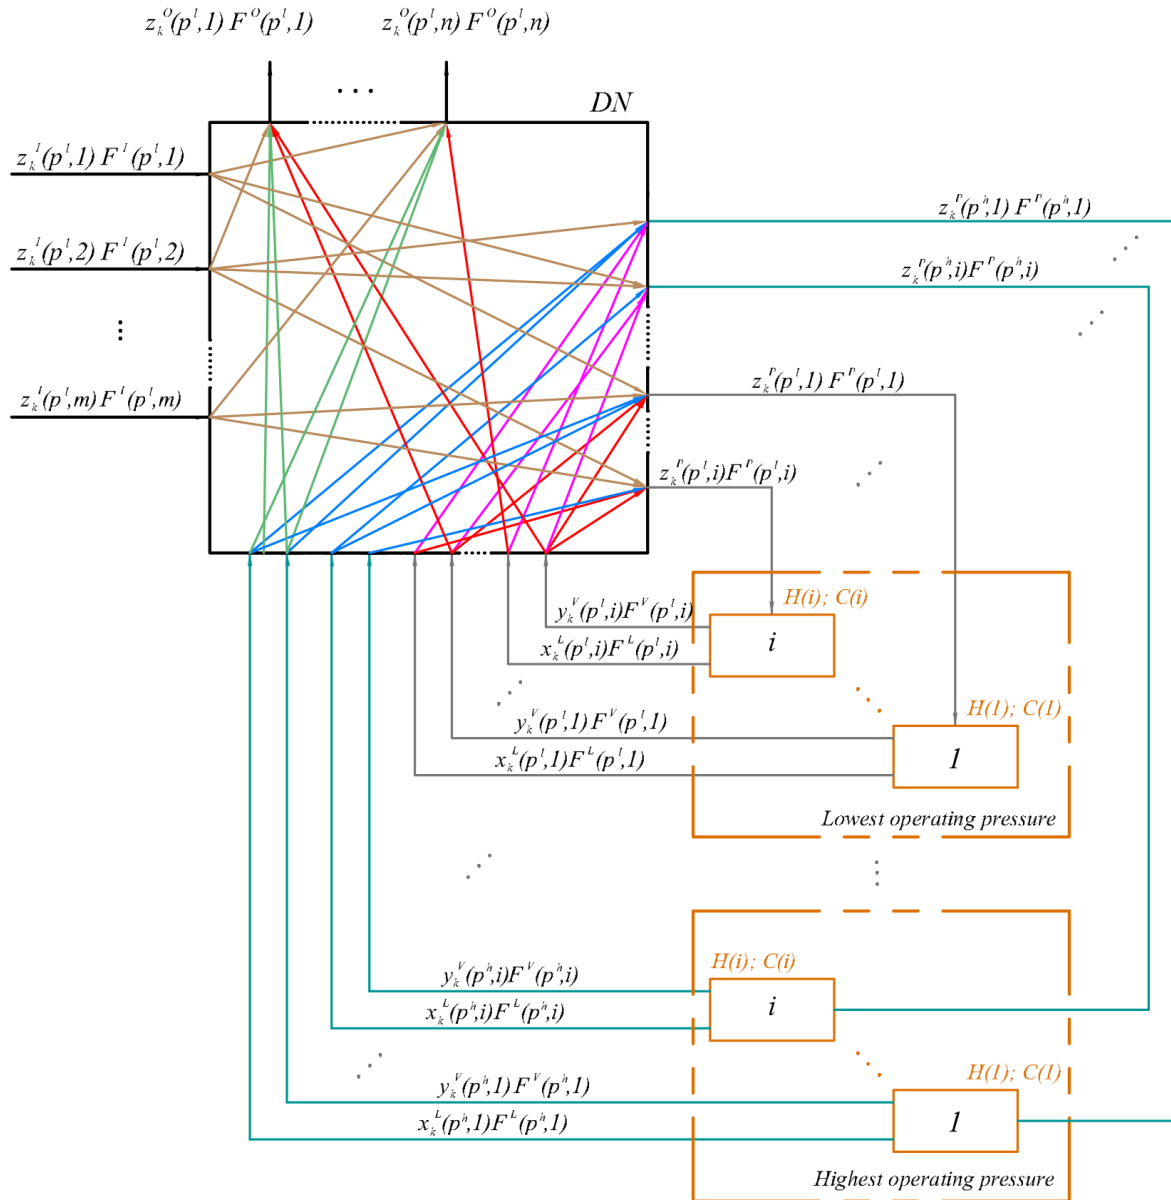 z_k^O(p^l,1) F^O(p^l,1)
z_k^O(p^l,n) F^O(p^l,n)
. . .
DN
z_k^I(p^l,1) F^I(p^l,1)
z_k^I(p^l,2) F^I(p^l,2)
z_k^I(p^l,m) F^I(p^l,m)
z_k^P(p^h,1) F^P(p^h,1)
z_k^P(p^h,i)F^P(p^h,i)
z_k^P(p^l,1) F^P(p^l,1)
z_k^P(p^l,i)F^P(p^l,i)
H(i); C(i)
y_k^V(p^l,i)F^V(p^l,i)
i
x_k^L(p^l,i)F^L(p^l,i)
H(1); C(1)
y_k^V(p^l,1)F^V(p^l,1)
1
x_k^L(p^l,1)F^L(p^l,1)
Lowest operating pressure
H(i); C(i)
y_k^V(p^h,i)F^V(p^h,i)
i
x_k^L(p^h,i)F^L(p^h,i)
H(1); C(1)
y_k^V(p^h,1)F^V(p^h,1)
1
x_k^L(p^h,1)F^L(p^h,1)
Highest operating pressure